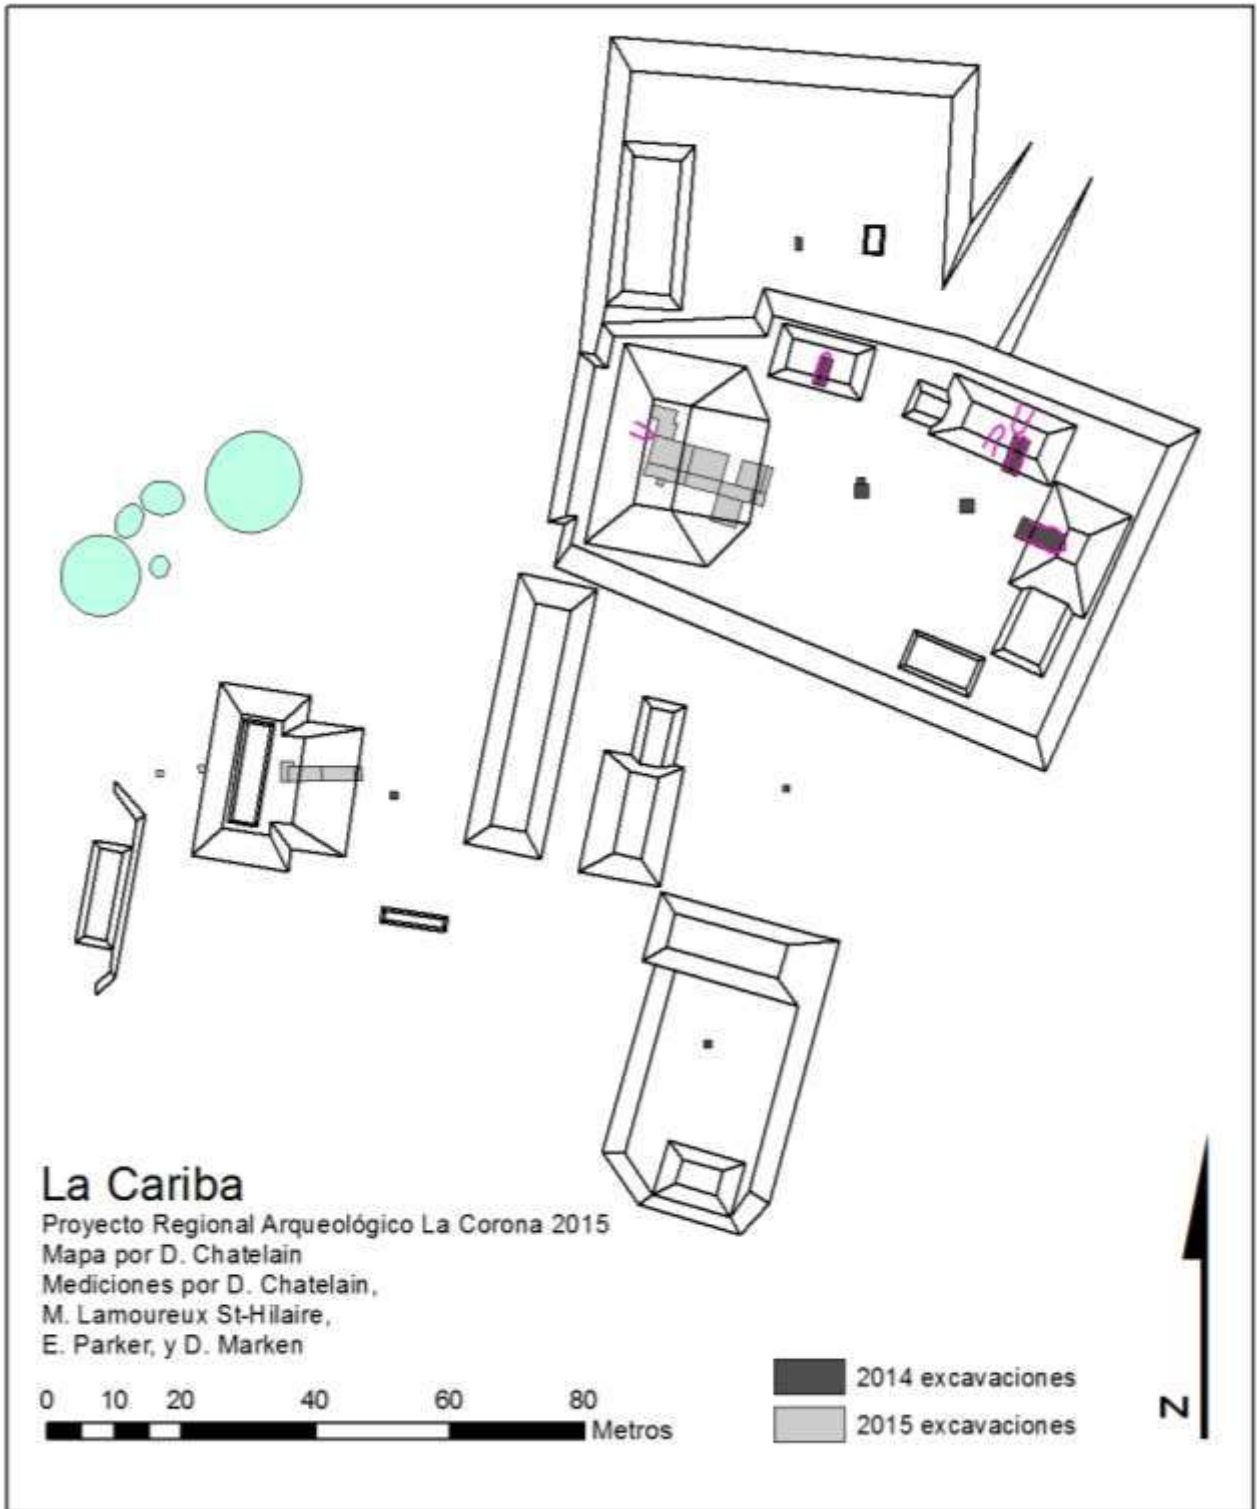 La Cariba
Proyecto Regional Arqueológico La Corona 2015
Mapa por D. Chatelain
Mediciones por D. Chatelain,
M. Lamoureux St-Hilaire,
E. Parker, y D. Marken
0 10 20 40 60 80
Metros
2014 excavaciones
2015 excavaciones
N